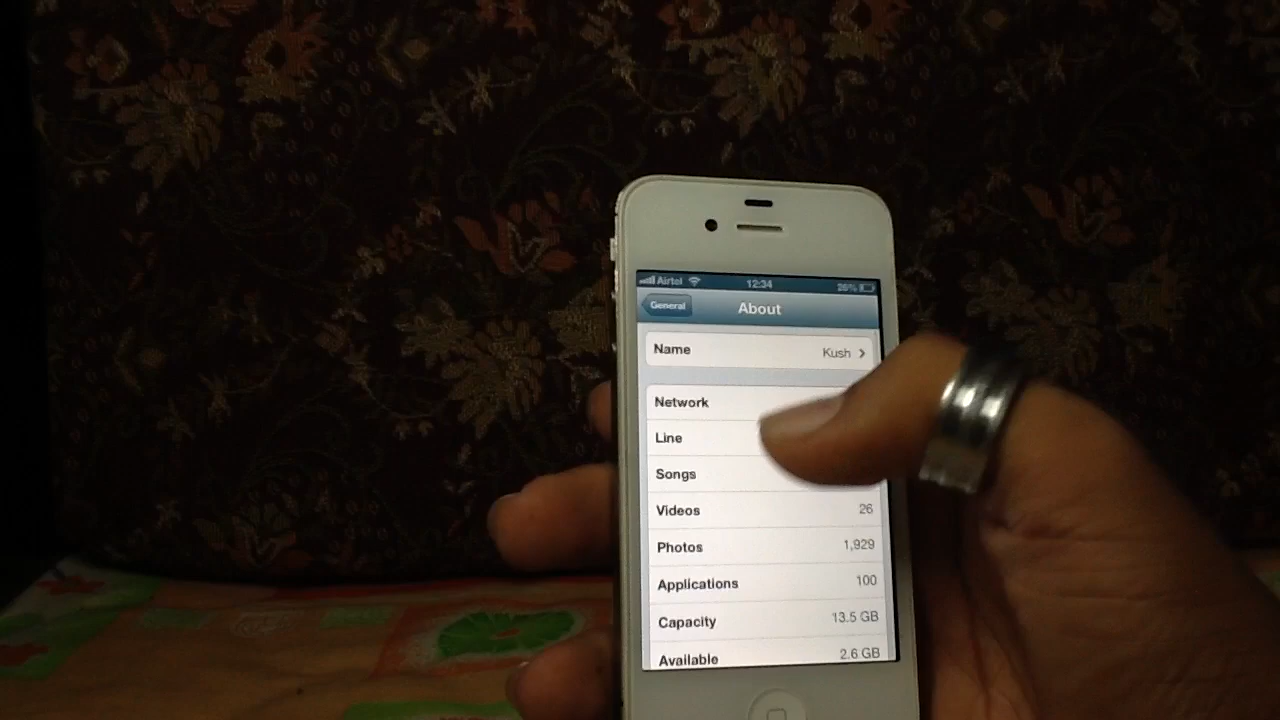 Airtel 12:34 26%
General About
Name Kush
Network
Line
Songs
Videos 26
Photos 1,929
Applications 100
Capacity 13.5 GB
Available 2.6 GB